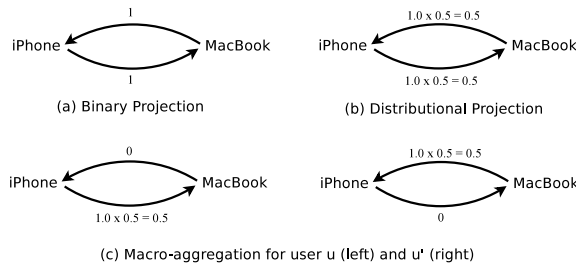 1
iPhone MacBook
1
(a) Binary Projection
1.0 x 0.5 = 0.5
iPhone MacBook
1.0 x 0.5 = 0.5
(b) Distributional Projection
0
iPhone MacBook
1.0 x 0.5 = 0.5
1.0 x 0.5 = 0.5
iPhone MacBook
0
(c) Macro-aggregation for user u (left) and u' (right)